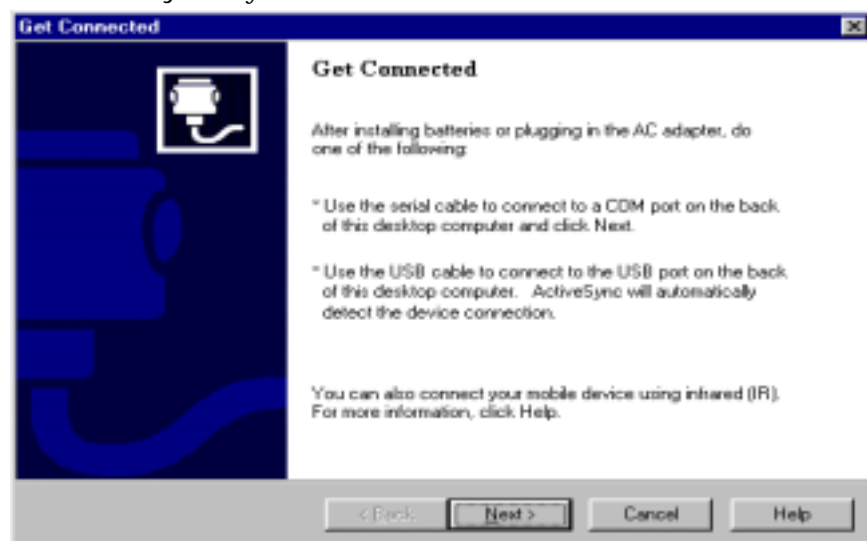 Get Connected
Get Connected
After installing batteries or plugging in the AC adapter, do
one of the following:
* Use the serial cable to connect to a COM port on the back
of this desktop computer and click Next.
* Use the USB cable to connect to the USB port on the back
of this desktop computer. ActiveSync will automatically
detect the device connection.
You can also connect your mobile device using infrared (IR).
For more information, click Help.
< Back Next > Cancel Help